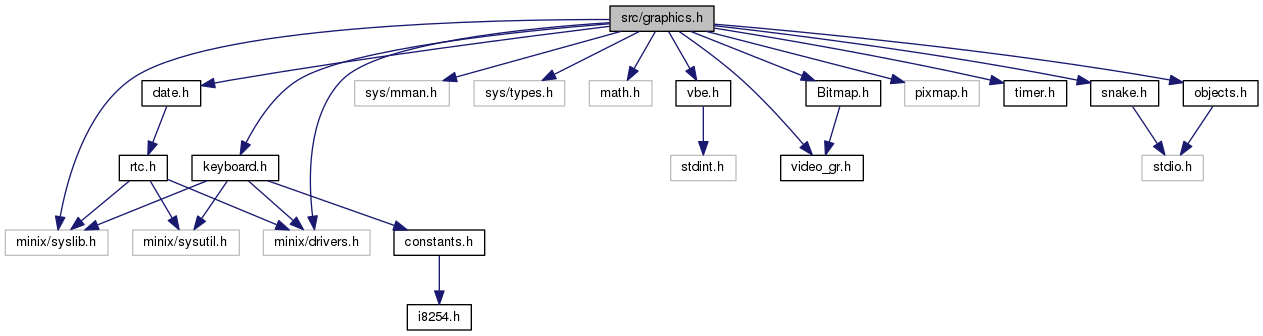 src/graphics.h
date.h
sys/mman.h
sys/types.h
math.h
vbe.h
Bitmap.h
pixmap.h
timer.h
snake.h
objects.h
rtc.h
keyboard.h
stdint.h
video_gr.h
stdio.h
minix/syslib.h
minix/sysutil.h
minix/drivers.h
constants.h
i8254.h